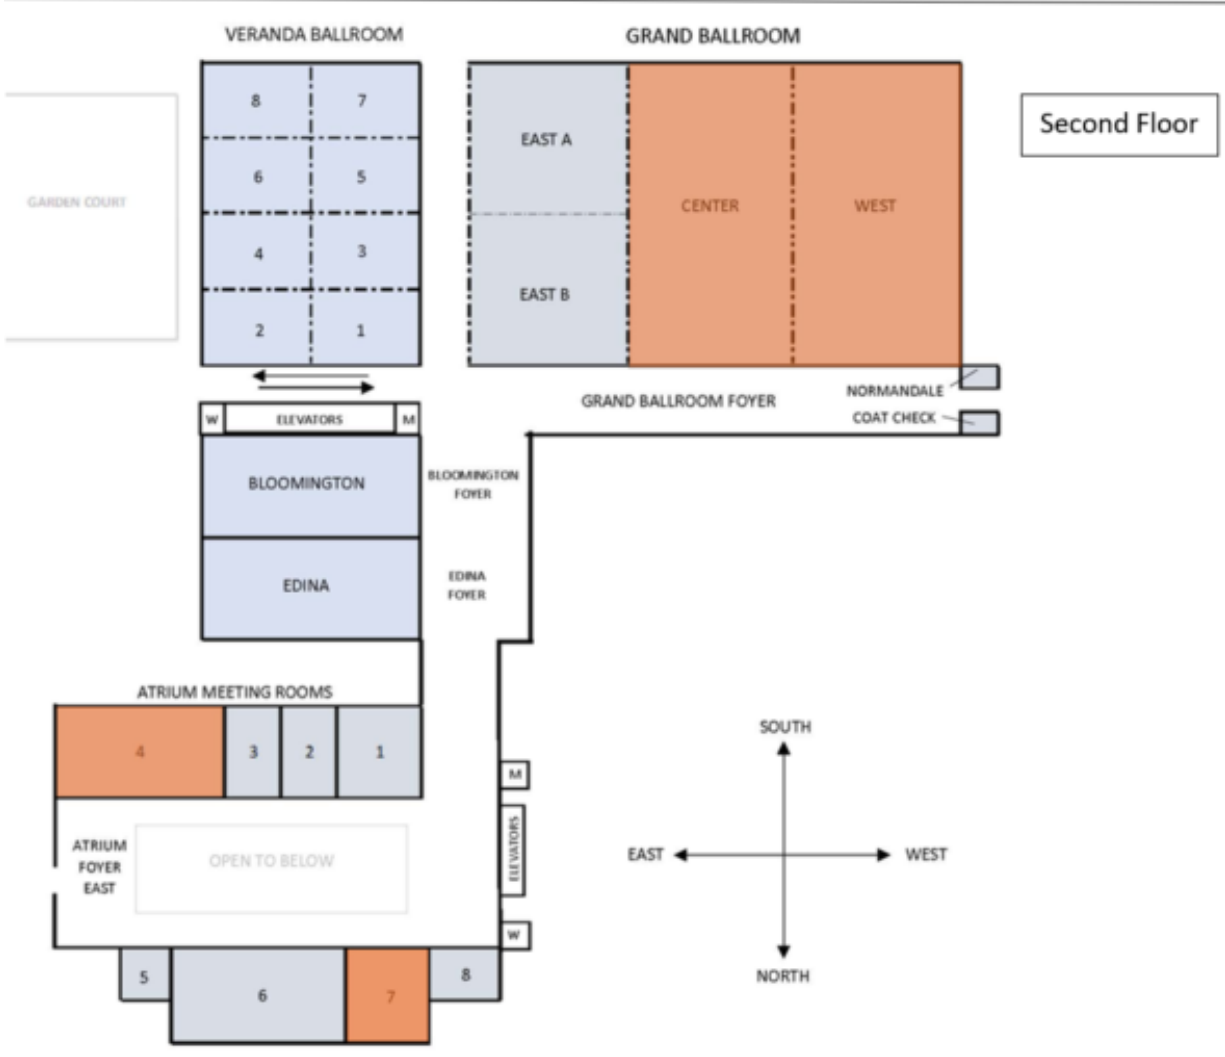 VERANDA BALLROOM
GRAND BALLROOM
Second Floor
GARDEN COURT
8
7
6
5
4
3
2
1
EAST A
EAST B
CENTER
WEST
NORMANDALE
COAT CHECK
GRAND BALLROOM FOYER
W
ELEVATORS
M
BLOOMINGTON
BLOOMINGTON
FOYER
EDINA
EDINA
FOYER
ATRIUM MEETING ROOMS
4
3
2
1
M
ELEVATORS
W
ATRIUM
FOYER
EAST
OPEN TO BELOW
5
6
7
8
SOUTH
EAST
WEST
NORTH